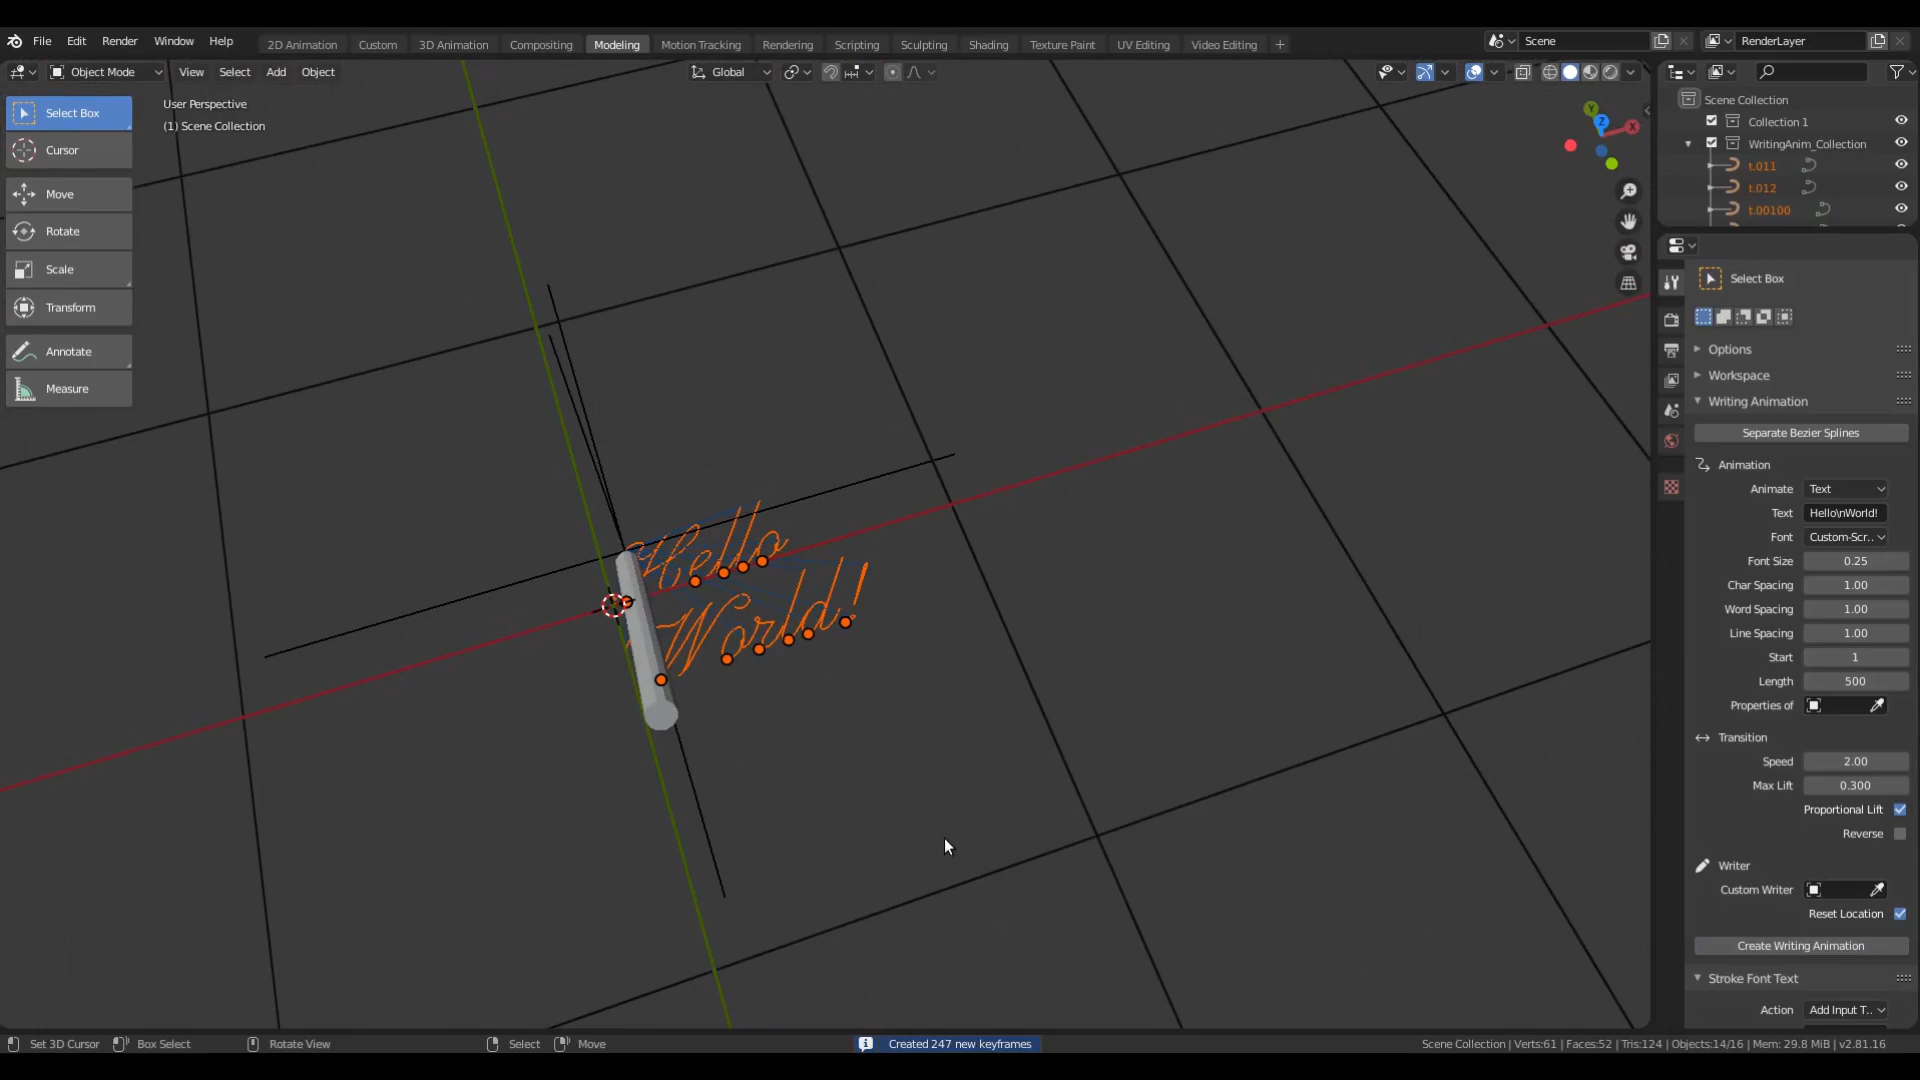 File Edit Render Window Help 2D Animation Custom 3D Animation Compositing Modeling Motion Tracking Rendering Scripting Sculpting Shading Texture Paint UV Editing Video Editing + Scene RenderLayer
Object Mode View Select Add Object Global
User Perspective
(1) Scene Collection
Select Box
Cursor
Move
Rotate
Scale
Transform
Annotate
Measure
Y
Z
X
Hello
World!
Scene Collection
Collection 1
WritingAnim_Collection
t.011
t.012
t.00100
Select Box
Options
Workspace
Writing Animation
Separate Bezier Splines
Animation
Animate Text
Text Hello\nWorld!
Font Custom-Scr..
Font Size 0.25
Char Spacing 1.00
Word Spacing 1.00
Line Spacing 1.00
Start 1
Length 500
Properties of
Transition
Speed 2.00
Max Lift 0.300
Proportional Lift
Reverse
Writer
Custom Writer
Reset Location
Create Writing Animation
Stroke Font Text
Action Add Input T..
Set 3D Cursor Box Select Rotate View Select Move Created 247 new keyframes Scene Collection | Verts:61 | Faces:52 | Tris:124 | Objects:14/16 | Mem: 29.8 MiB | v2.81.16